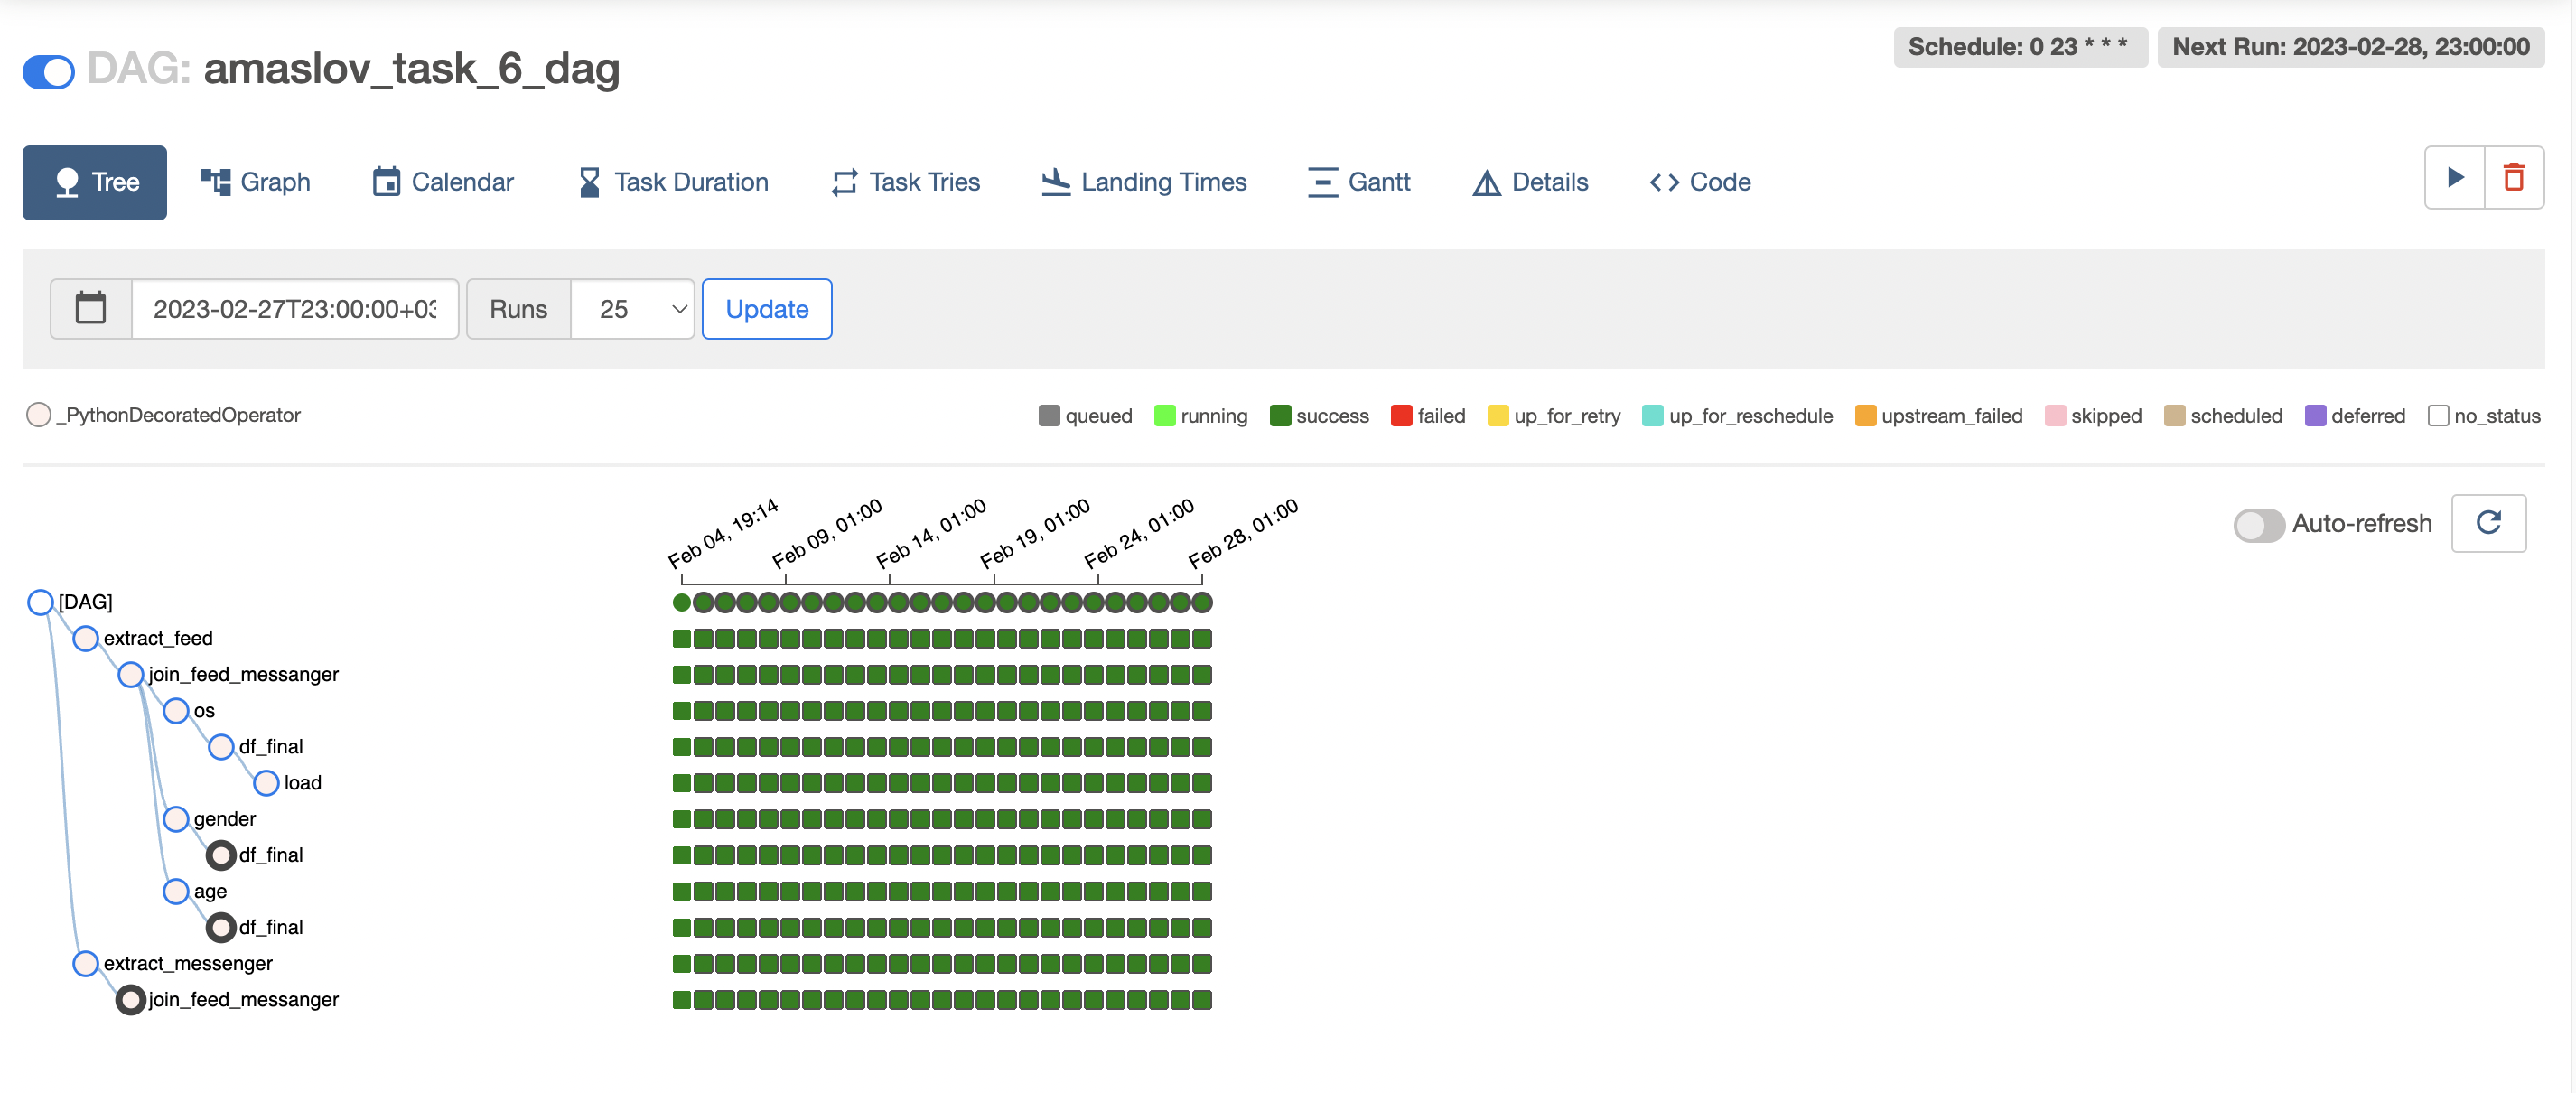 DAG: amaslov_task_6_dag
Schedule: 0 23 * * *
Next Run: 2023-02-28, 23:00:00
Tree
Graph
Calendar
Task Duration
Task Tries
Landing Times
Gantt
Details
Code
2023-02-27T23:00:00+03
Runs
25
Update
_PythonDecoratedOperator
queued
running
success
failed
up_for_retry
up_for_reschedule
upstream_failed
skipped
scheduled
deferred
no_status
Feb 04, 19:14
Feb 09, 01:00
Feb 14, 01:00
Feb 19, 01:00
Feb 24, 01:00
Feb 28, 01:00
Auto-refresh
[DAG]
extract_feed
join_feed_messanger
os
df_final
load
gender
df_final
age
df_final
extract_messenger
join_feed_messanger